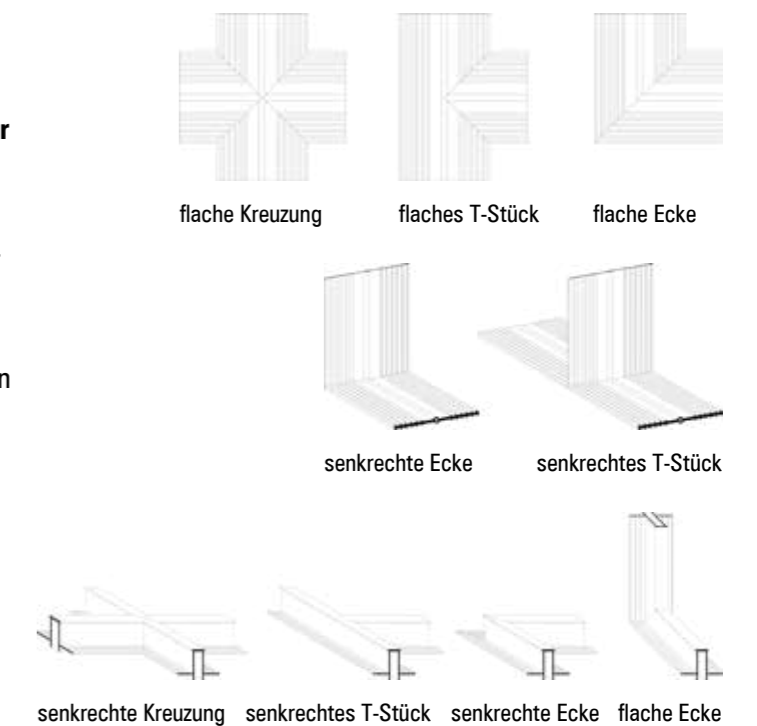 r
flache Kreuzung flaches T-Stück flache Ecke
n
senkrechte Ecke senkrechtes T-Stück
senkrechte Kreuzung senkrechtes T-Stück senkrechte Ecke flache Ecke